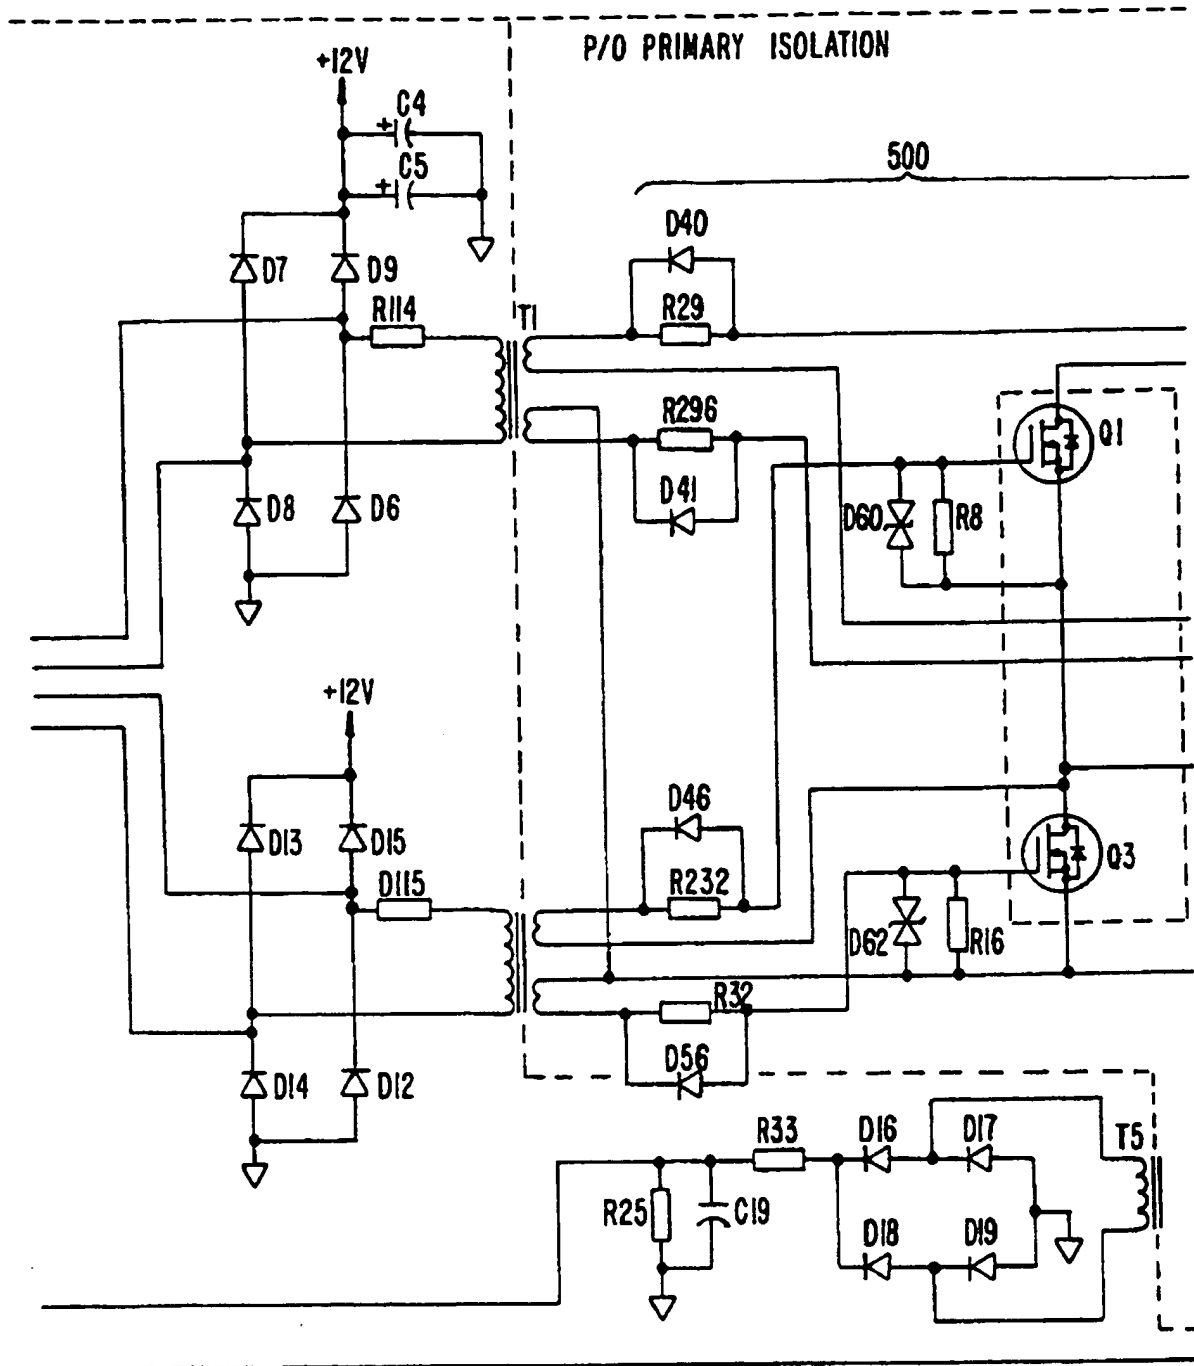 P/O PRIMARY ISOLATION
+12V
+ C4
+ C5
500
D40
D7
D9
R114
T1
R29
R296
Q1
D8
D6
D41
D60
R8
+12V
D46
D13
D15
D115
R232
Q3
D62
R16
R32
D56
D14
D12
R33
D16
D17
T5
R25
C19
D18
D19